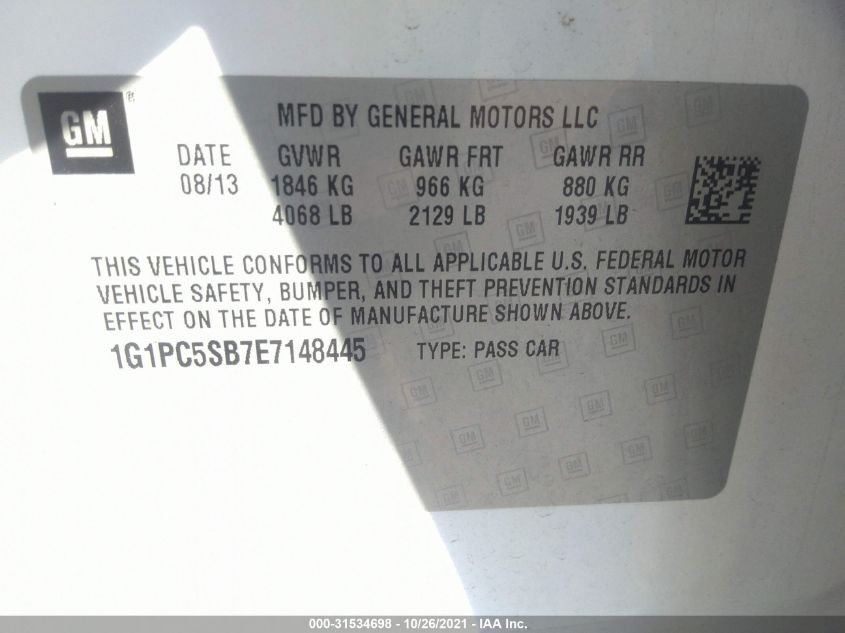 GM ®
MFD BY GENERAL MOTORS LLC
DATE GVWR GAWR FRT GAWR RR
08/13 1846 KG 966 KG 880 KG
4068 LB 2129 LB 1939 LB
THIS VEHICLE CONFORMS TO ALL APPLICABLE U.S. FEDERAL MOTOR
VEHICLE SAFETY, BUMPER, AND THEFT PREVENTION STANDARDS IN
EFFECT ON THE DATE OF MANUFACTURE SHOWN ABOVE.
1G1PC5SB7E7148445 TYPE: PASS CAR
000-31534698 - 10/26/2021 - IAA Inc.